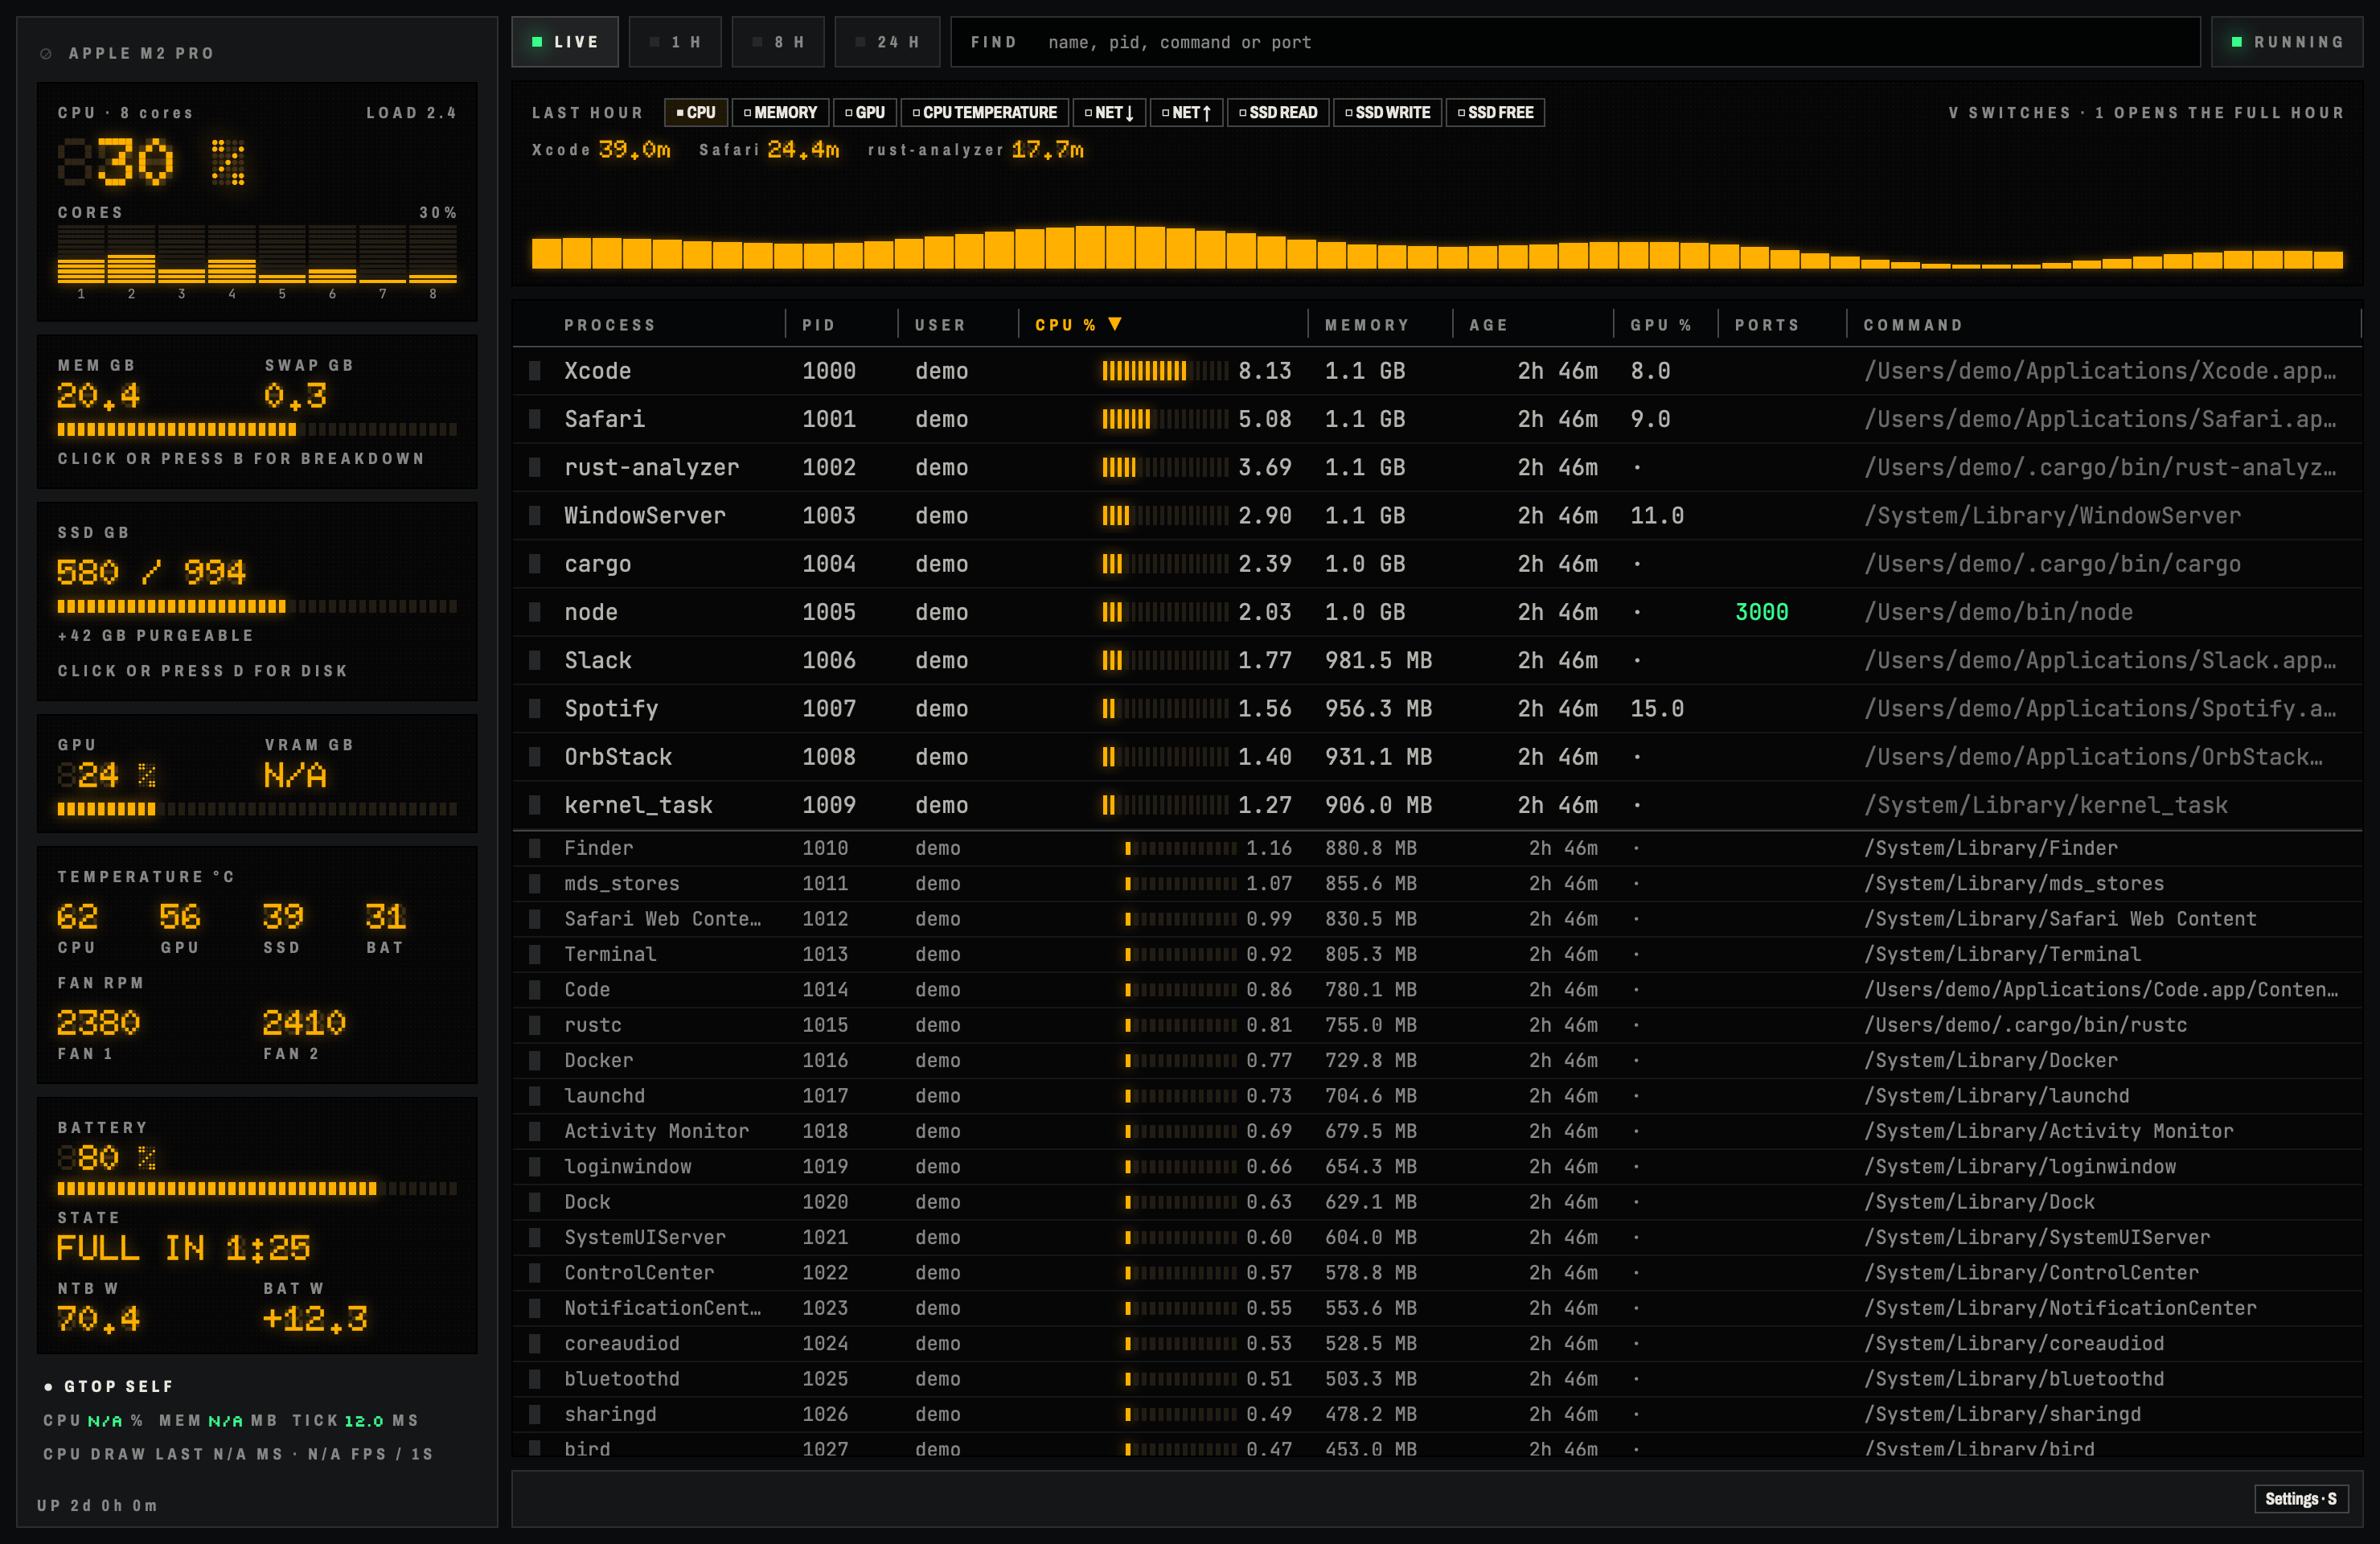 APPLE M2 PRO
CPU · 8 cores LOAD 2.4
30 %
CORES 30%
1 2 3 4 5 6 7 8
MEM GB SWAP GB
20.4 0.3
CLICK OR PRESS B FOR BREAKDOWN
SSD GB
580 / 994
+42 GB PURGEABLE
CLICK OR PRESS D FOR DISK
GPU VRAM GB
24 % N/A
TEMPERATURE °C
62 56 39 31
CPU GPU SSD BAT
FAN RPM
2380 2410
FAN 1 FAN 2
BATTERY
80 %
STATE
FULL IN 1:25
NTB W BAT W
70.4 +12.3
GTOP SELF
CPU N/A % MEM N/A MB TICK 12.0 MS
CPU DRAW LAST N/A MS · N/A FPS / 1S
UP 2d 0h 0m
LIVE 1 H 8 H 24 H FIND name, pid, command or port RUNNING
LAST HOUR CPU MEMORY GPU CPU TEMPERATURE NET ↓ NET ↑ SSD READ SSD WRITE SSD FREE V SWITCHES · 1 OPENS THE FULL HOUR
Xcode 39.0m Safari 24.4m rust-analyzer 17.7m
PROCESS PID USER CPU % ▼ MEMORY AGE GPU % PORTS COMMAND
Xcode 1000 demo 8.13 1.1 GB 2h 46m 8.0 /Users/demo/Applications/Xcode.app…
Safari 1001 demo 5.08 1.1 GB 2h 46m 9.0 /Users/demo/Applications/Safari.ap…
rust-analyzer 1002 demo 3.69 1.1 GB 2h 46m · /Users/demo/.cargo/bin/rust-analyz…
WindowServer 1003 demo 2.90 1.1 GB 2h 46m 11.0 /System/Library/WindowServer
cargo 1004 demo 2.39 1.0 GB 2h 46m · /Users/demo/.cargo/bin/cargo
node 1005 demo 2.03 1.0 GB 2h 46m · 3000 /Users/demo/bin/node
Slack 1006 demo 1.77 981.5 MB 2h 46m · /Users/demo/Applications/Slack.app…
Spotify 1007 demo 1.56 956.3 MB 2h 46m 15.0 /Users/demo/Applications/Spotify.a…
OrbStack 1008 demo 1.40 931.1 MB 2h 46m · /Users/demo/Applications/OrbStack…
kernel_task 1009 demo 1.27 906.0 MB 2h 46m · /System/Library/kernel_task
Finder 1010 demo 1.16 880.8 MB 2h 46m · /System/Library/Finder
mds_stores 1011 demo 1.07 855.6 MB 2h 46m · /System/Library/mds_stores
Safari Web Conte… 1012 demo 0.99 830.5 MB 2h 46m · /System/Library/Safari Web Content
Terminal 1013 demo 0.92 805.3 MB 2h 46m · /System/Library/Terminal
Code 1014 demo 0.86 780.1 MB 2h 46m · /Users/demo/Applications/Code.app/Conten…
rustc 1015 demo 0.81 755.0 MB 2h 46m · /Users/demo/.cargo/bin/rustc
Docker 1016 demo 0.77 729.8 MB 2h 46m · /System/Library/Docker
launchd 1017 demo 0.73 704.6 MB 2h 46m · /System/Library/launchd
Activity Monitor 1018 demo 0.69 679.5 MB 2h 46m · /System/Library/Activity Monitor
loginwindow 1019 demo 0.66 654.3 MB 2h 46m · /System/Library/loginwindow
Dock 1020 demo 0.63 629.1 MB 2h 46m · /System/Library/Dock
SystemUIServer 1021 demo 0.60 604.0 MB 2h 46m · /System/Library/SystemUIServer
ControlCenter 1022 demo 0.57 578.8 MB 2h 46m · /System/Library/ControlCenter
NotificationCent… 1023 demo 0.55 553.6 MB 2h 46m · /System/Library/NotificationCenter
coreaudiod 1024 demo 0.53 528.5 MB 2h 46m · /System/Library/coreaudiod
bluetoothd 1025 demo 0.51 503.3 MB 2h 46m · /System/Library/bluetoothd
sharingd 1026 demo 0.49 478.2 MB 2h 46m · /System/Library/sharingd
bird 1027 demo 0.47 453.0 MB 2h 46m · /System/Library/bird
Settings · S